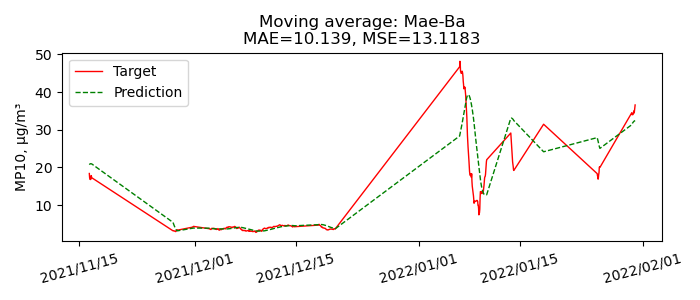 Moving average: Mae-Ba
MAE=10.139, MSE=13.1183
Target
Prediction
MP10, µg/m³
50
40
30
20
10
2021/11/15
2021/12/01
2021/12/15
2022/01/01
2022/01/15
2022/02/01